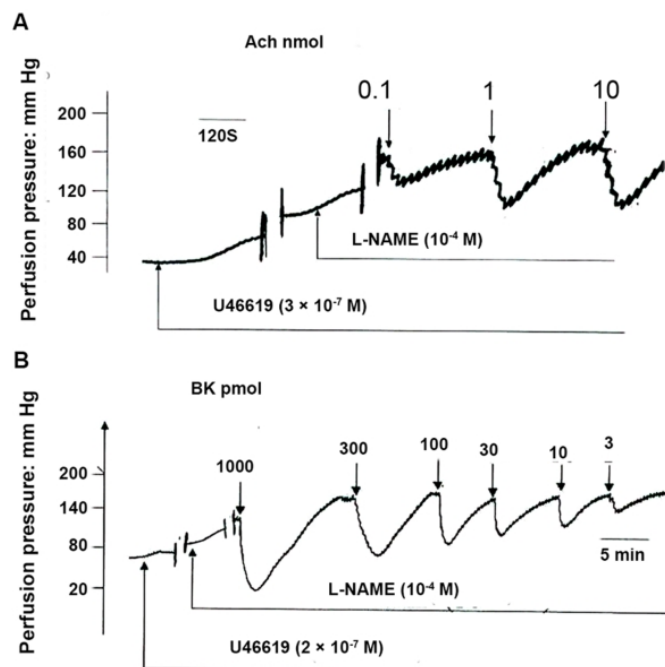 A
Ach nmol
Perfusion pressure: mm Hg
200
160
120
80
40
120S
0.1 1 10
L-NAME (10⁻⁴ M)
U46619 (3 × 10⁻⁷ M)
B
BK pmol
Perfusion pressure: mm Hg
200
140
80
20
1000 300 100 30 10 3
5 min
L-NAME (10⁻⁴ M)
U46619 (2 × 10⁻⁷ M)